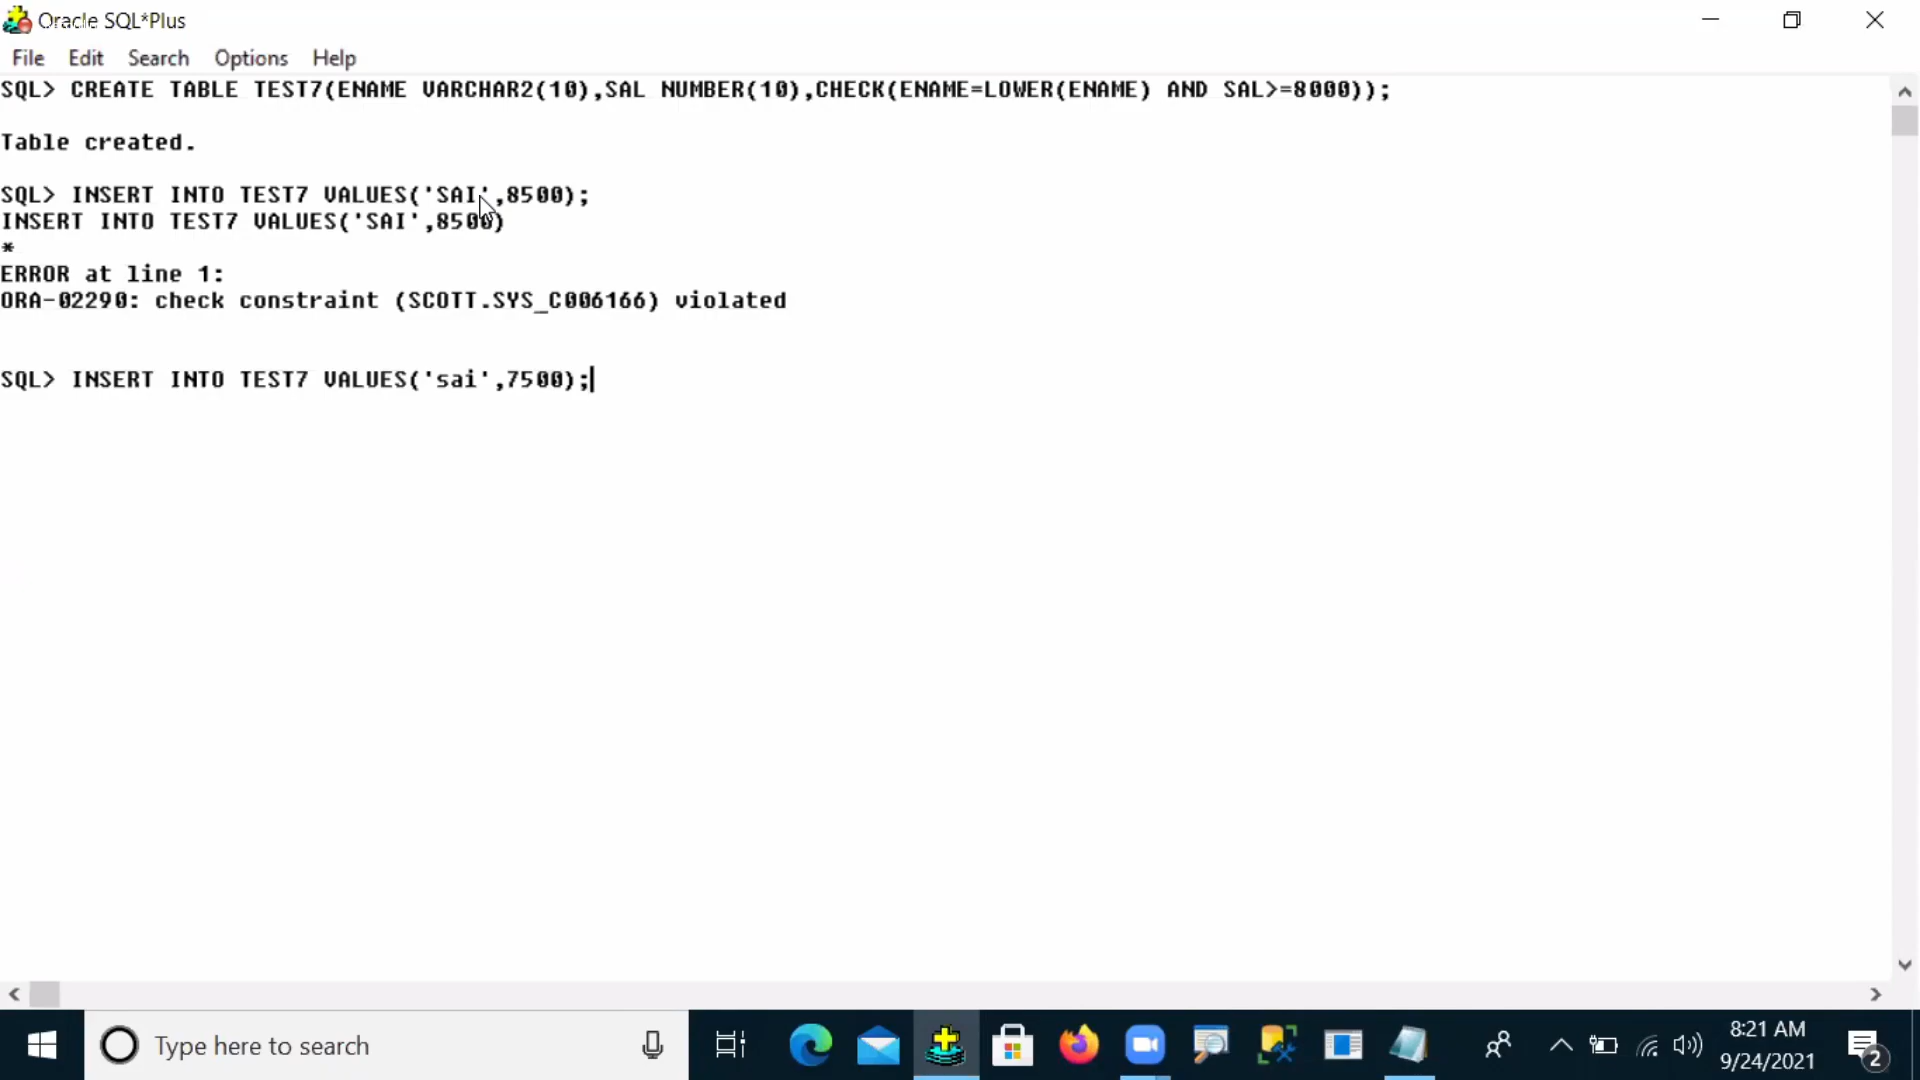 Oracle SQL*Plus
File Edit Search Options Help
SQL> CREATE TABLE TEST7(ENAME VARCHAR2(10),SAL NUMBER(10),CHECK(ENAME=LOWER(ENAME) AND SAL>=8000));
Table created.
SQL> INSERT INTO TEST7 VALUES('SAI',8500);
INSERT INTO TEST7 VALUES('SAI',8500)
*
ERROR at line 1:
ORA-02290: check constraint (SCOTT.SYS_C006166) violated
SQL> INSERT INTO TEST7 VALUES('sai',7500);
Type here to search
8:21 AM
9/24/2021
2